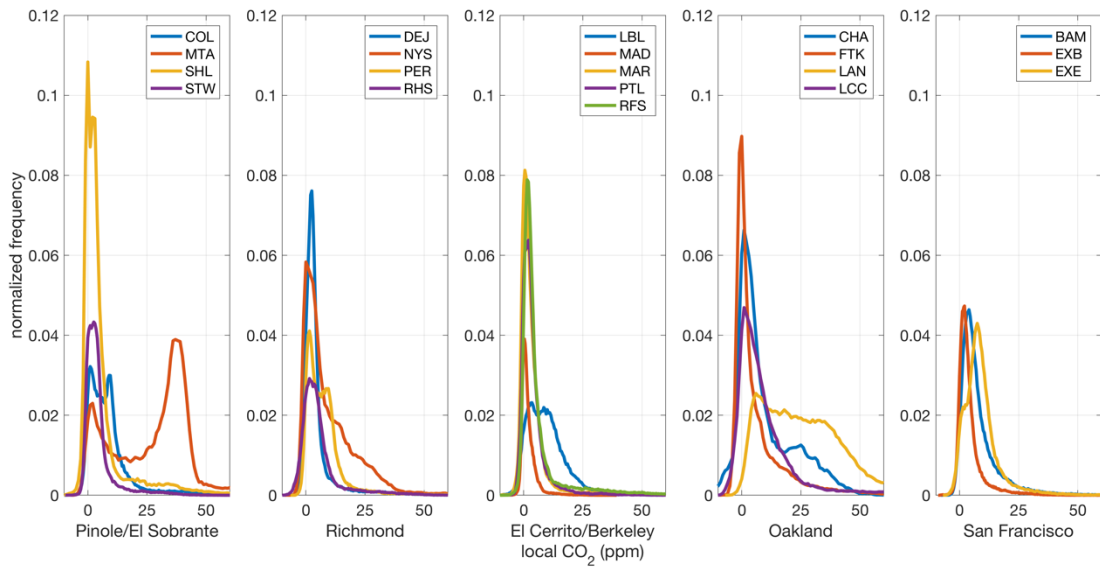 normalized frequency
0.12
0.1
0.08
0.06
0.04
0.02
0
0 25 50
Pinole/El Sobrante
COL
MTA
SHL
STW
0.12
0.1
0.08
0.06
0.04
0.02
0
0 25 50
Richmond
DEJ
NYS
PER
RHS
0.12
0.1
0.08
0.06
0.04
0.02
0
0 25 50
El Cerrito/Berkeley
local CO₂ (ppm)
LBL
MAD
MAR
PTL
RFS
0.12
0.1
0.08
0.06
0.04
0.02
0
0 25 50
Oakland
CHA
FTK
LAN
LCC
0.12
0.1
0.08
0.06
0.04
0.02
0
0 25 50
San Francisco
BAM
EXB
EXE